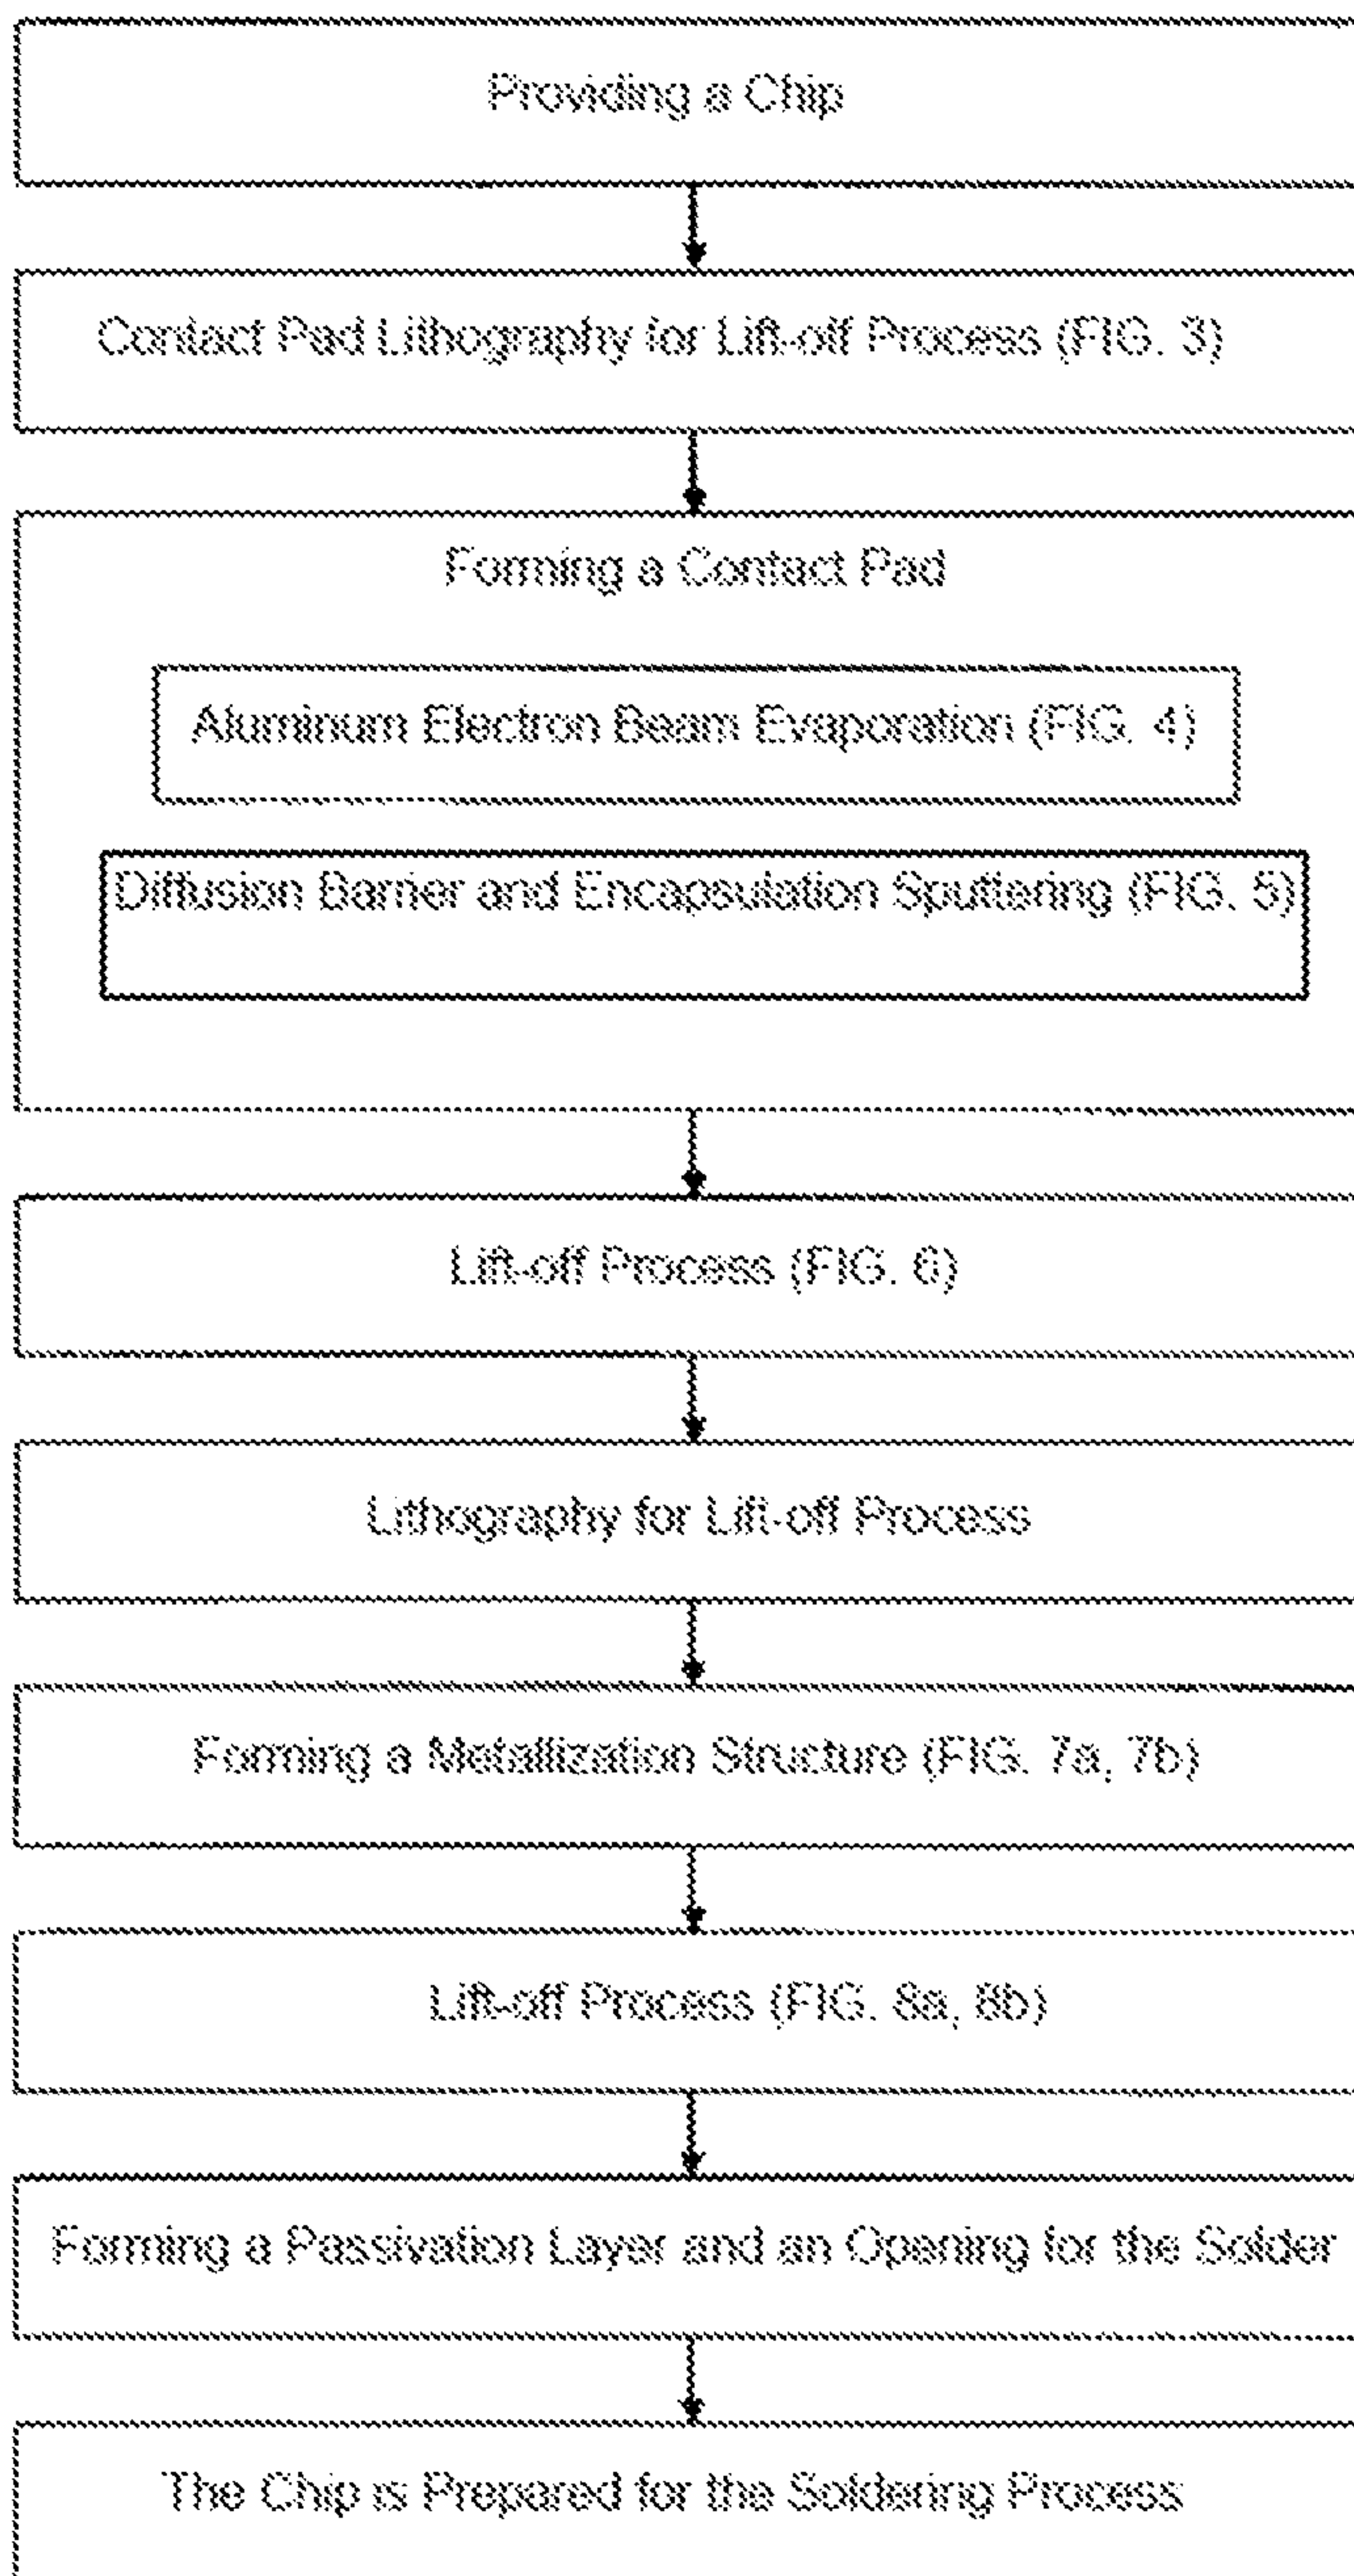 Providing a Chip
Contact Pad Lithography for Lift-off Process (FIG. 3)
Forming a Contact Pad
Aluminum Electron Beam Evaporation (FIG. 4)
Diffusion Barrier and Encapsulation Sputtering (FIG. 5)
Lift-off Process (FIG. 6)
Lithography for Lift-off Process
Forming a Metallization Structure (FIG. 7a, 7b)
Lift-off Process (FIG. 8a, 8b)
Forming a Passivation Layer and an Opening for the Solder
The Chip is Prepared for the Soldering Process